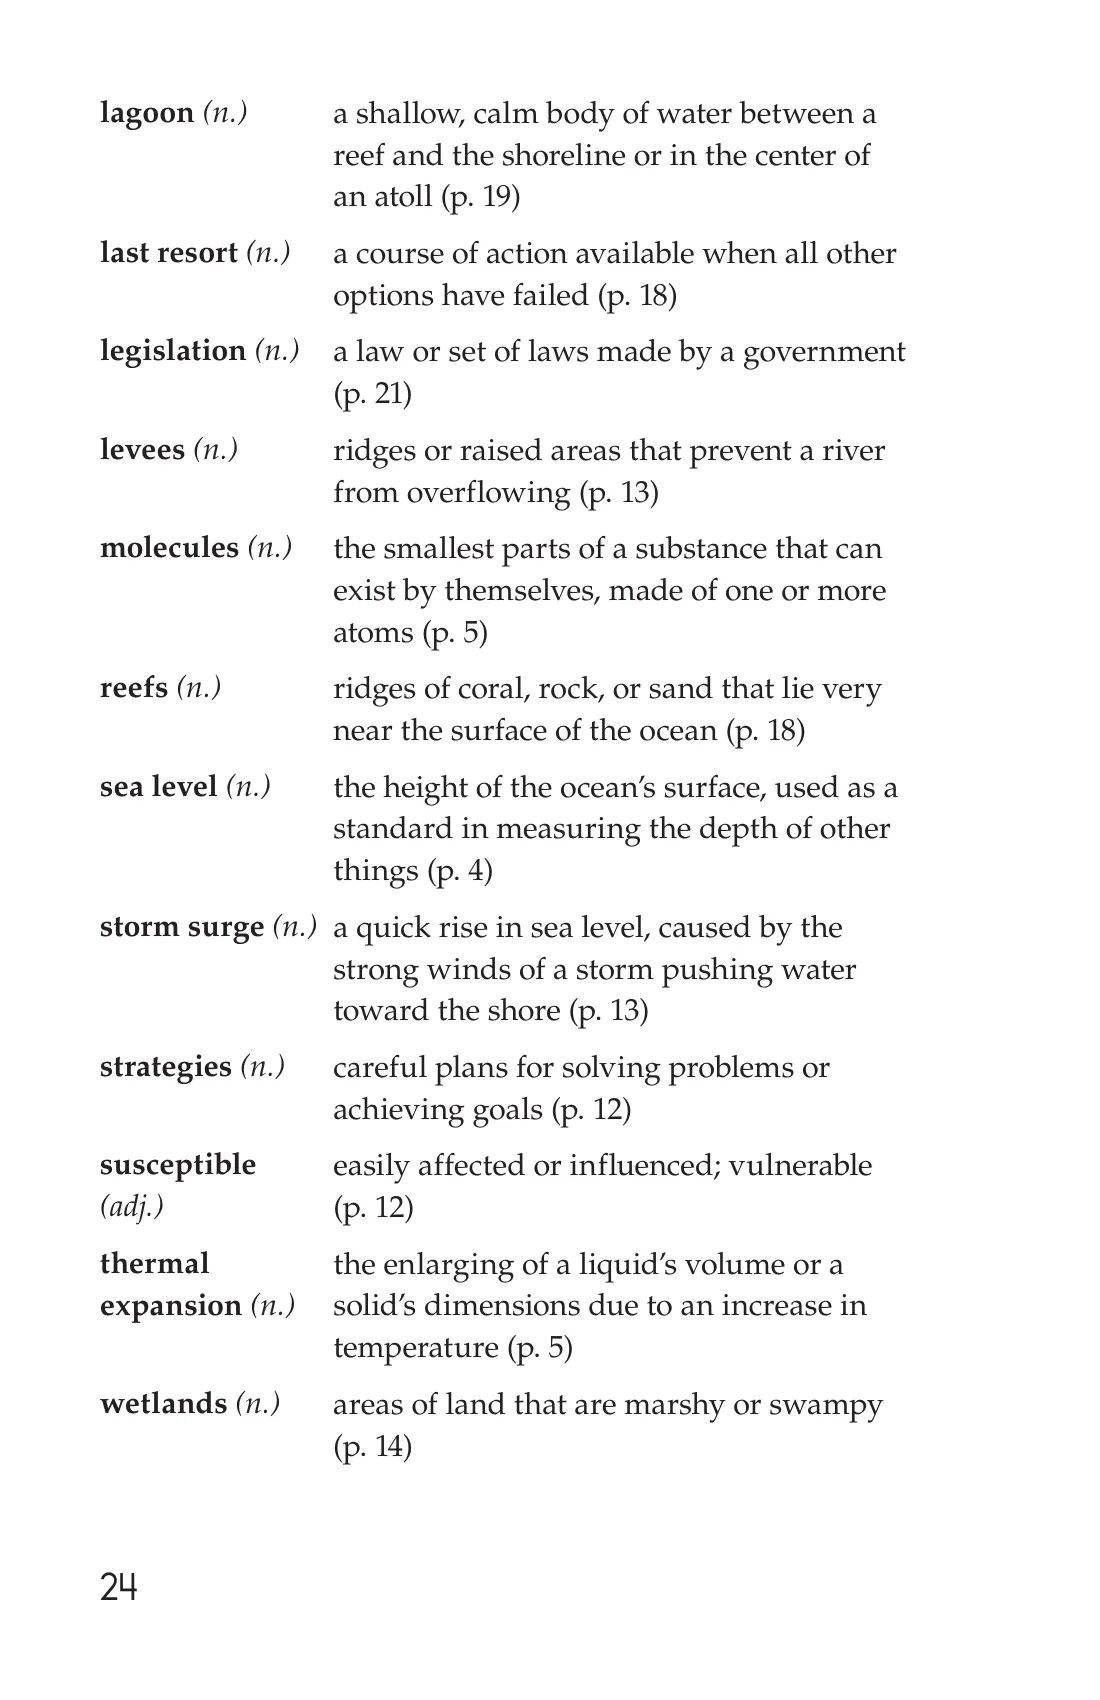 lagoon (n.) a shallow, calm body of water between a
reef and the shoreline or in the center of
an atoll (p. 19)
last resort (n.) a course of action available when all other
options have failed (p. 18)
legislation (n.) a law or set of laws made by a government
(p. 21)
levees (n.) ridges or raised areas that prevent a river
from overflowing (p. 13)
molecules (n.) the smallest parts of a substance that can
exist by themselves, made of one or more
atoms (p. 5)
reefs (n.) ridges of coral, rock, or sand that lie very
near the surface of the ocean (p. 18)
sea level (n.) the height of the ocean’s surface, used as a
standard in measuring the depth of other
things (p. 4)
storm surge (n.) a quick rise in sea level, caused by the
strong winds of a storm pushing water
toward the shore (p. 13)
strategies (n.) careful plans for solving problems or
achieving goals (p. 12)
susceptible easily affected or influenced; vulnerable
(adj.) (p. 12)
thermal the enlarging of a liquid’s volume or a
expansion (n.) solid’s dimensions due to an increase in
temperature (p. 5)
wetlands (n.) areas of land that are marshy or swampy
(p. 14)
24